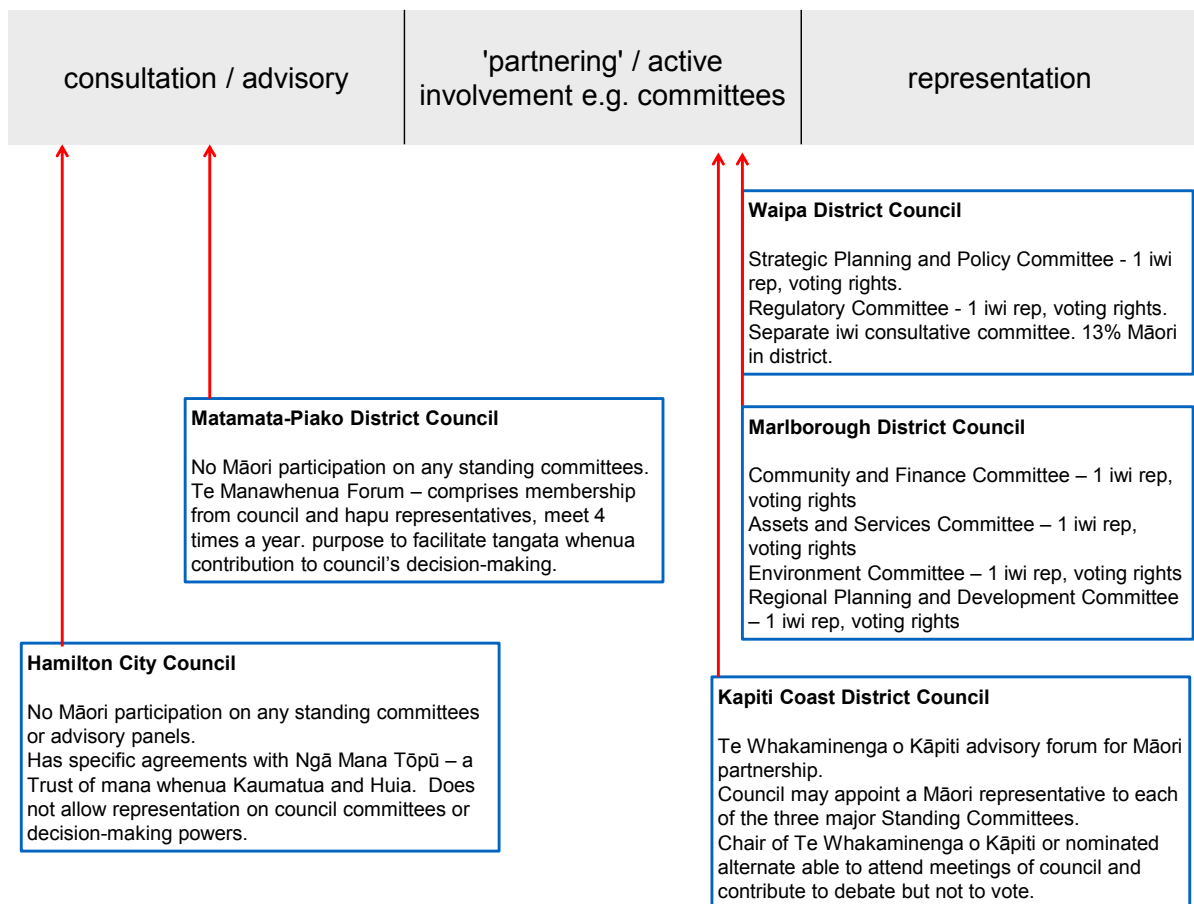 consultation / advisory
'partnering' / active
involvement e.g. committees
representation
Waipa District Council
Strategic Planning and Policy Committee - 1 iwi
rep, voting rights.
Regulatory Committee - 1 iwi rep, voting rights.
Separate iwi consultative committee. 13% Māori
in district.
Matamata-Piako District Council
No Māori participation on any standing committees.
Te Manawhenua Forum – comprises membership
from council and hapu representatives, meet 4
times a year. purpose to facilitate tangata whenua
contribution to council's decision-making.
Marlborough District Council
Community and Finance Committee – 1 iwi rep,
voting rights
Assets and Services Committee – 1 iwi rep,
voting rights
Environment Committee – 1 iwi rep, voting rights
Regional Planning and Development Committee
– 1 iwi rep, voting rights
Hamilton City Council
No Māori participation on any standing committees
or advisory panels.
Has specific agreements with Ngā Mana Tōpū – a
Trust of mana whenua Kaumatua and Huia.  Does
not allow representation on council committees or
decision-making powers.
Kapiti Coast District Council
Te Whakaminenga o Kāpiti advisory forum for Māori
partnership.
Council may appoint a Māori representative to each
of the three major Standing Committees.
Chair of Te Whakaminenga o Kāpiti or nominated
alternate able to attend meetings of council and
contribute to debate but not to vote.